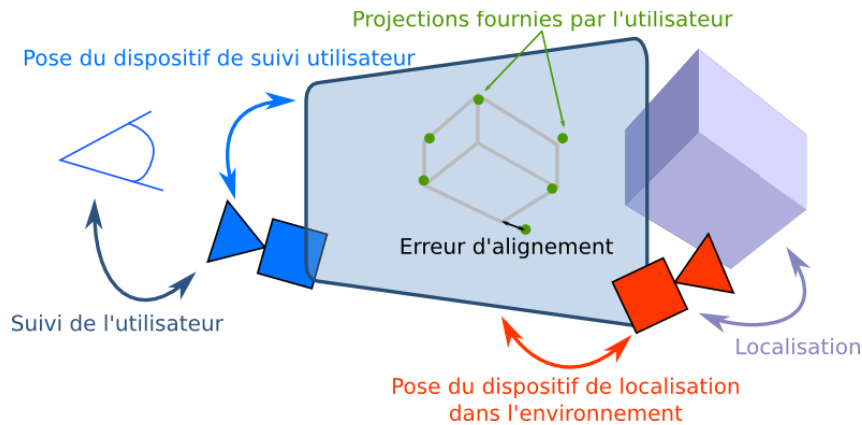 Projections fournies par l'utilisateur
Pose du dispositif de suivi utilisateur
Erreur d'alignement
Suivi de l'utilisateur
Localisation
Pose du dispositif de localisation
dans l'environnement